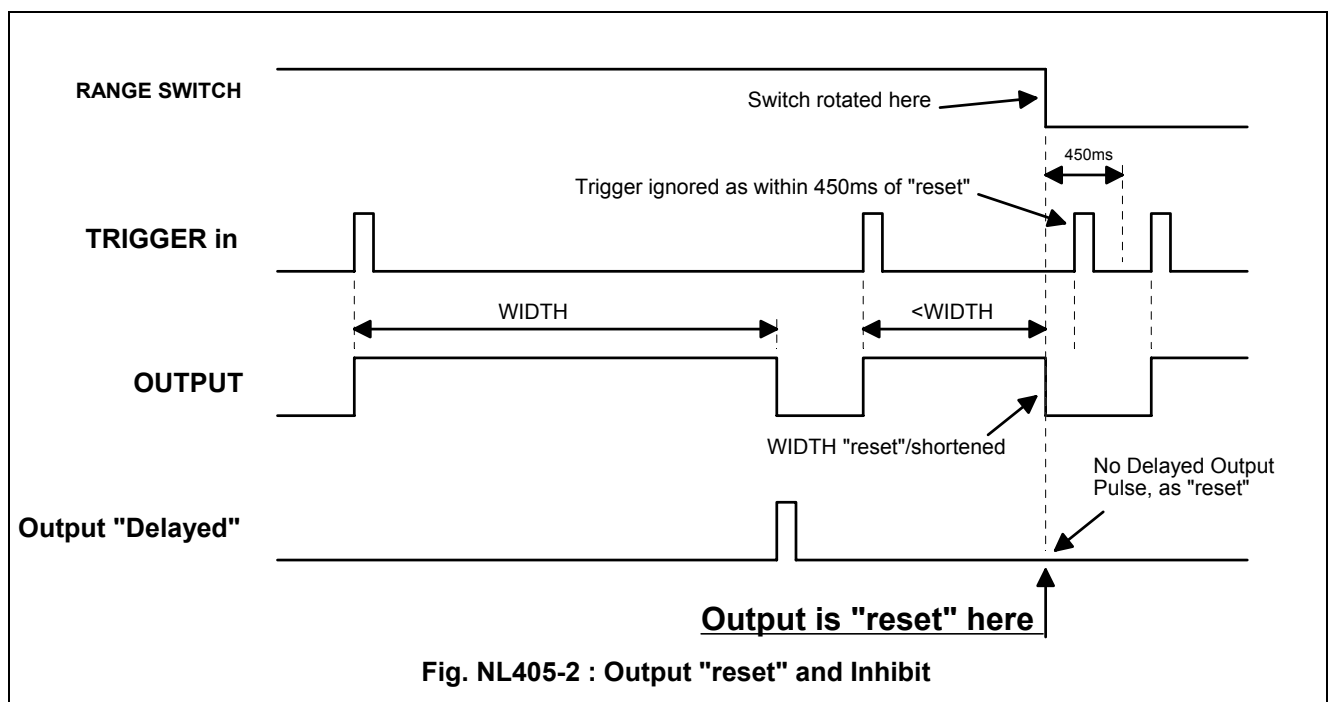 RANGE SWITCH
Switch rotated here
450ms
Trigger ignored as within 450ms of "reset"
TRIGGER in
WIDTH
<WIDTH
OUTPUT
WIDTH "reset"/shortened
No Delayed Output
Pulse, as "reset"
Output "Delayed"
Output is "reset" here
Fig. NL405-2 : Output "reset" and Inhibit